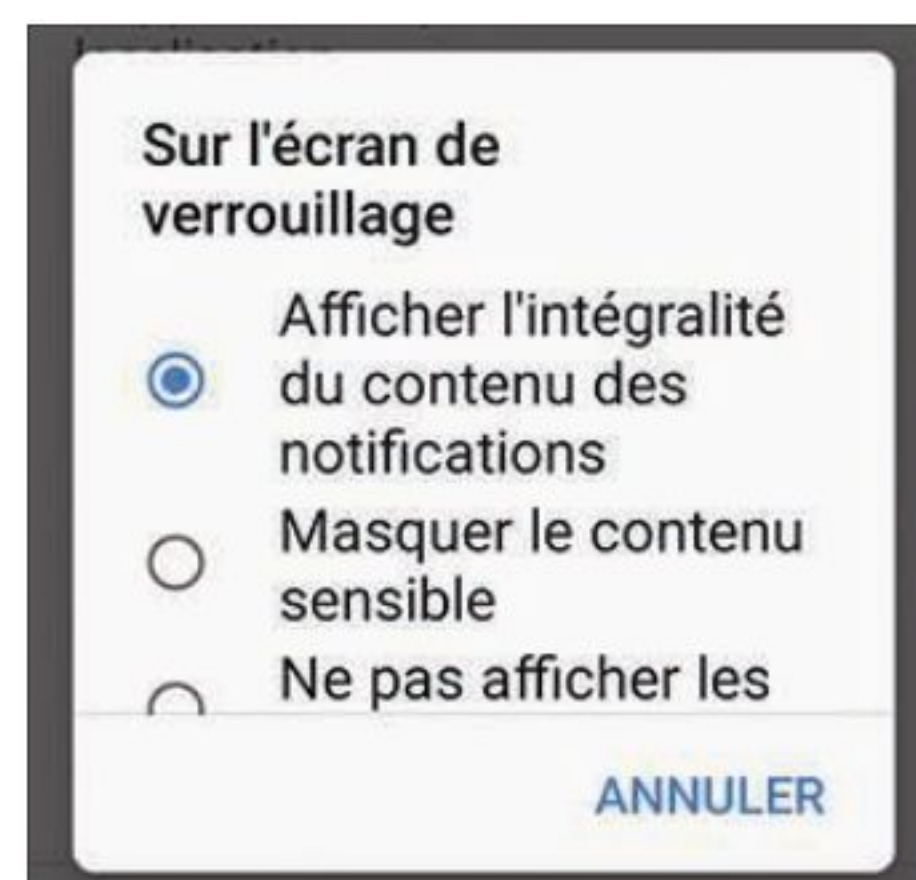 Sur l'écran de
verrouillage
Afficher l'intégralité
du contenu des
notifications
Masquer le contenu
sensible
Ne pas afficher les
ANNULER